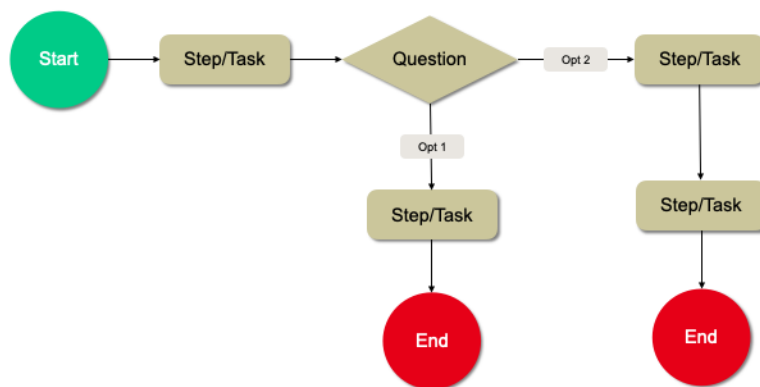 Start
Step/Task
Question
Opt 2
Step/Task
Opt 1
Step/Task
Step/Task
End
End